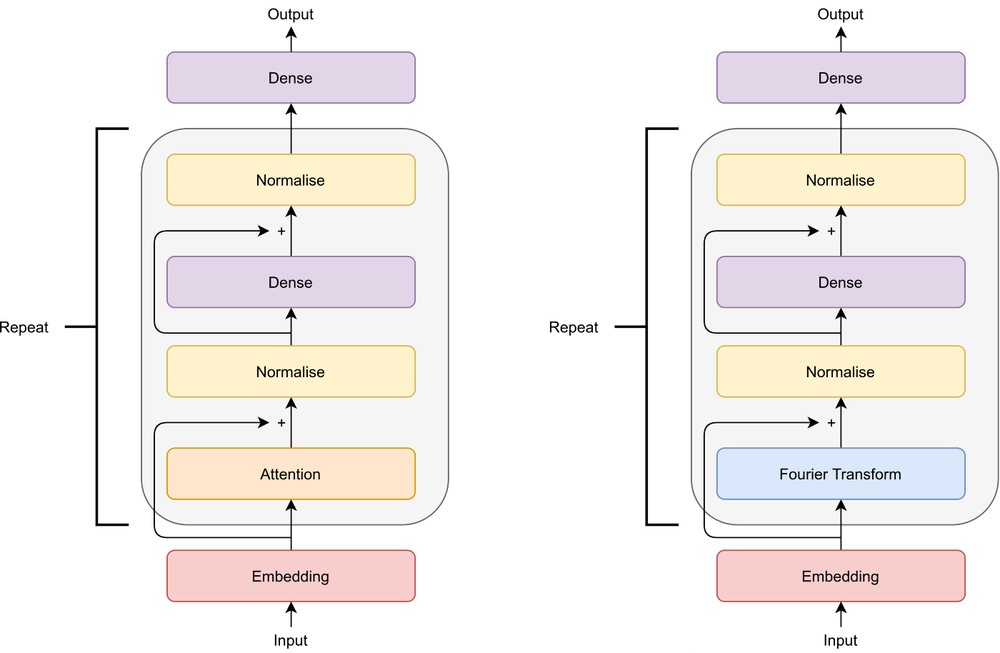 Output
Dense
Normalise
+
Dense
Repeat
Normalise
+
Attention
Embedding
Input
Output
Dense
Normalise
+
Dense
Repeat
Normalise
+
Fourier Transform
Embedding
Input